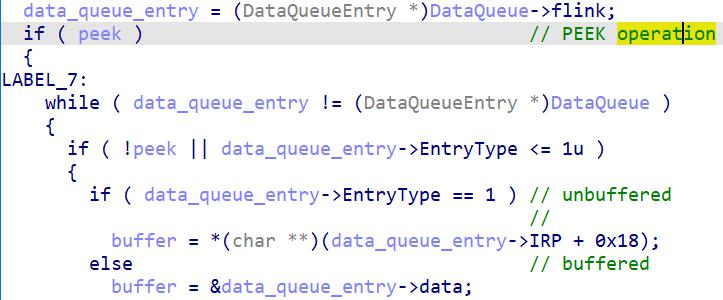 data_queue_entry = (DataQueueEntry *)DataQueue->flink;
if ( peek ) // PEEK operation
{
LABEL_7:
while ( data_queue_entry != (DataQueueEntry *)DataQueue )
{
if ( !peek || data_queue_entry->EntryType <= 1u )
{
if ( data_queue_entry->EntryType == 1 ) // unbuffered
//
buffer = *(char **)(data_queue_entry->IRP + 0x18);
else // buffered
buffer = &data_queue_entry->data;